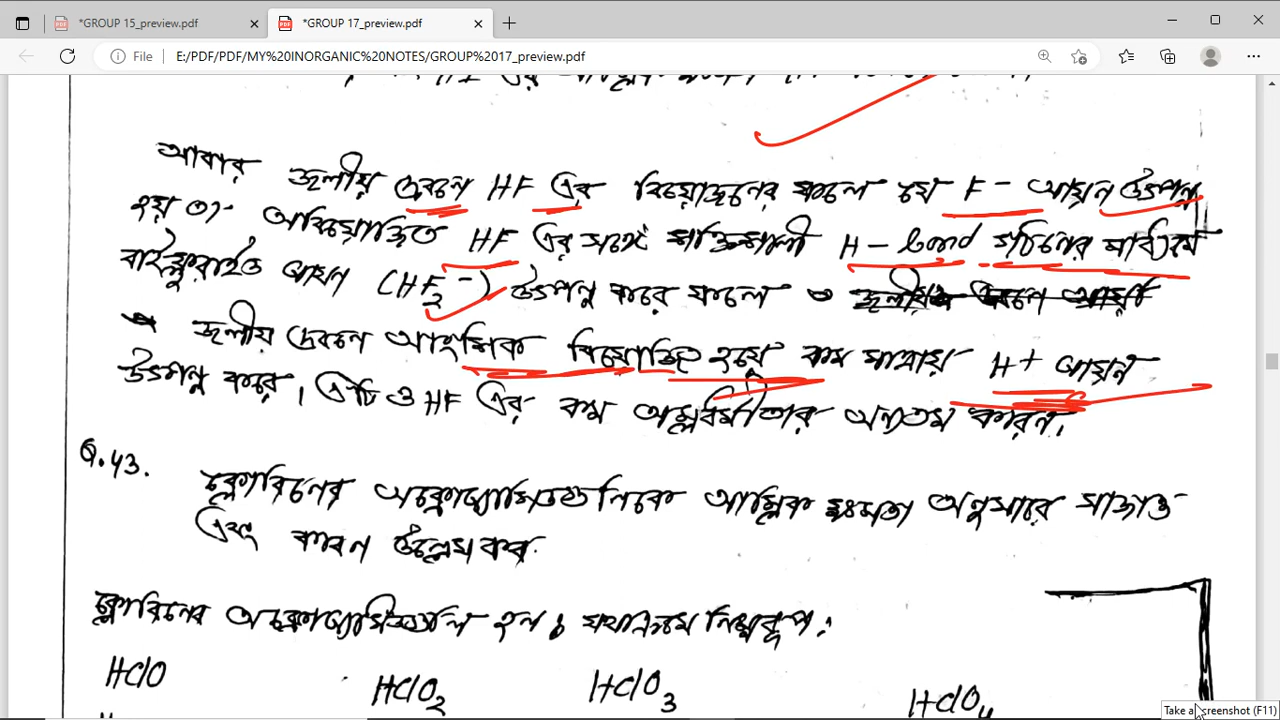 *GROUP 15_preview.pdf
*GROUP 17_preview.pdf
File E:/PDF/PDF/MY%20INORGANIC%20NOTES/GROUP%2017_preview.pdf
আবার জলীয় দ্রবণে HF এর বিয়োজনের ফলে যে F- আয়ন উৎপন্ন
হয় তা অবিয়োজিত HF এর সঙ্গে শক্তিশালী H-bond গঠনের মাধ্যমে
বাইফ্লুরাইড আয়ন (HF₂⁻) উৎপন্ন করে ফলে
জলীয় দ্রবণে আংশিক বিয়োজিত হয়ে কম মাত্রায় H+ আয়ন
উৎপন্ন করে। এটিও HF এর কম অম্লধর্মীতার অন্যতম কারন।
Q.43. ক্লোরিনের অক্সোঅ্যাসিডগুলিকে আম্লিক ক্ষমতা অনুসারে সাজাও
এবং কারন উল্লেখ কর.
ক্লোরিনের অক্সোঅ্যাসিডগুলি হল যথাক্রমে নিম্নরূপ:
HClO HClO₂ HClO₃ HClO₄
Take a screenshot (F11)